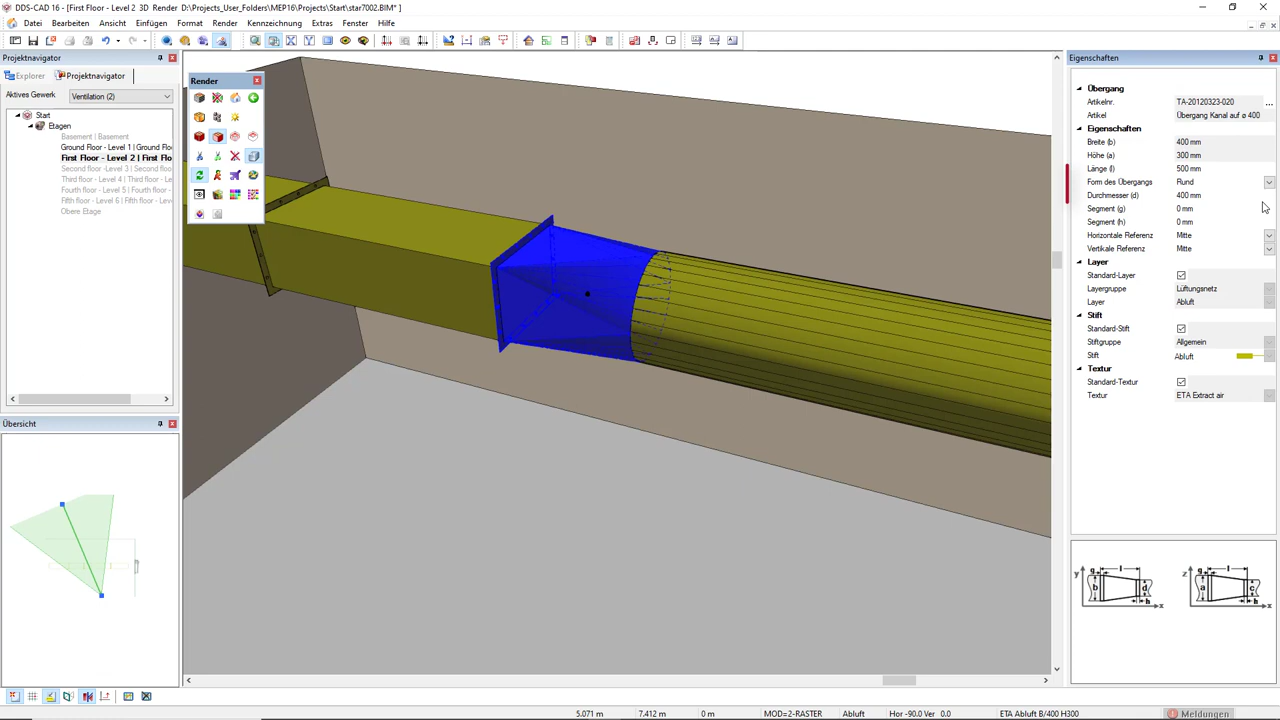 DDS-CAD 16 - [First Floor - Level 2  3D  Render  D:\Projects_User_Folders\MEP16\Projects\Start\star7002.BIM* ]
Datei Bearbeiten Ansicht Einfügen Format Render Kennzeichnung Extras Fenster Hilfe
Projektnavigator
Explorer Projektnavigator
Aktives Gewerk Ventilation (2)
Start
Etagen
Basement | Basement
Ground Floor - Level 1 | Ground Floo
First Floor - Level 2 | First Flo
Second floor -Level 3 | Second floo
Third Floor - Level 4 | Third Floor -
Fourth Floor - Level 5 | Fourth Floo
Fifth Floor - Level 6 | Fifth Floor - L
Obere Etage
Übersicht
Render
Eigenschaften
Übergang
Artikelnr. TA-20120323-020 ...
Artikel Übergang Kanal auf ø 400
Eigenschaften
Breite (b) 400 mm
Höhe (a) 300 mm
Länge (l) 500 mm
Form des Übergangs Rund
Durchmesser (d) 400 mm
Segment (g) 0 mm
Segment (h) 0 mm
Horizontale Referenz Mitte
Vertikale Referenz Mitte
Layer
Standard-Layer
Layergruppe Lüftungsnetz
Layer Abluft
Stift
Standard-Stift
Stiftgruppe Allgemein
Stift Abluft
Textur
Standard-Textur
Textur ETA Extract air
y g l b d h x
z g l a c h x
5.071 m 7.412 m 0 m MOD=2-RASTER Abluft Hor -90.0 Ver 0.0 ETA Abluft B/400 H300 Meldungen